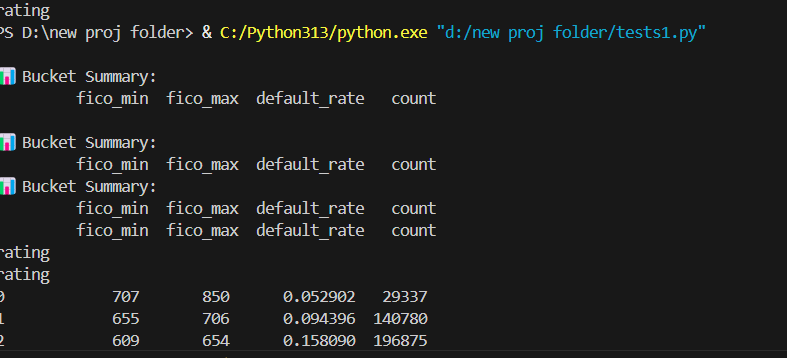 rating
PS D:\new proj folder> & C:/Python313/python.exe "d:/new proj folder/tests1.py"
Bucket Summary:
fico_min fico_max default_rate count
Bucket Summary:
fico_min fico_max default_rate count
Bucket Summary:
fico_min fico_max default_rate count
fico_min fico_max default_rate count
rating
rating
0 707 850 0.052902 29337
1 655 706 0.094396 140780
2 609 654 0.158090 196875